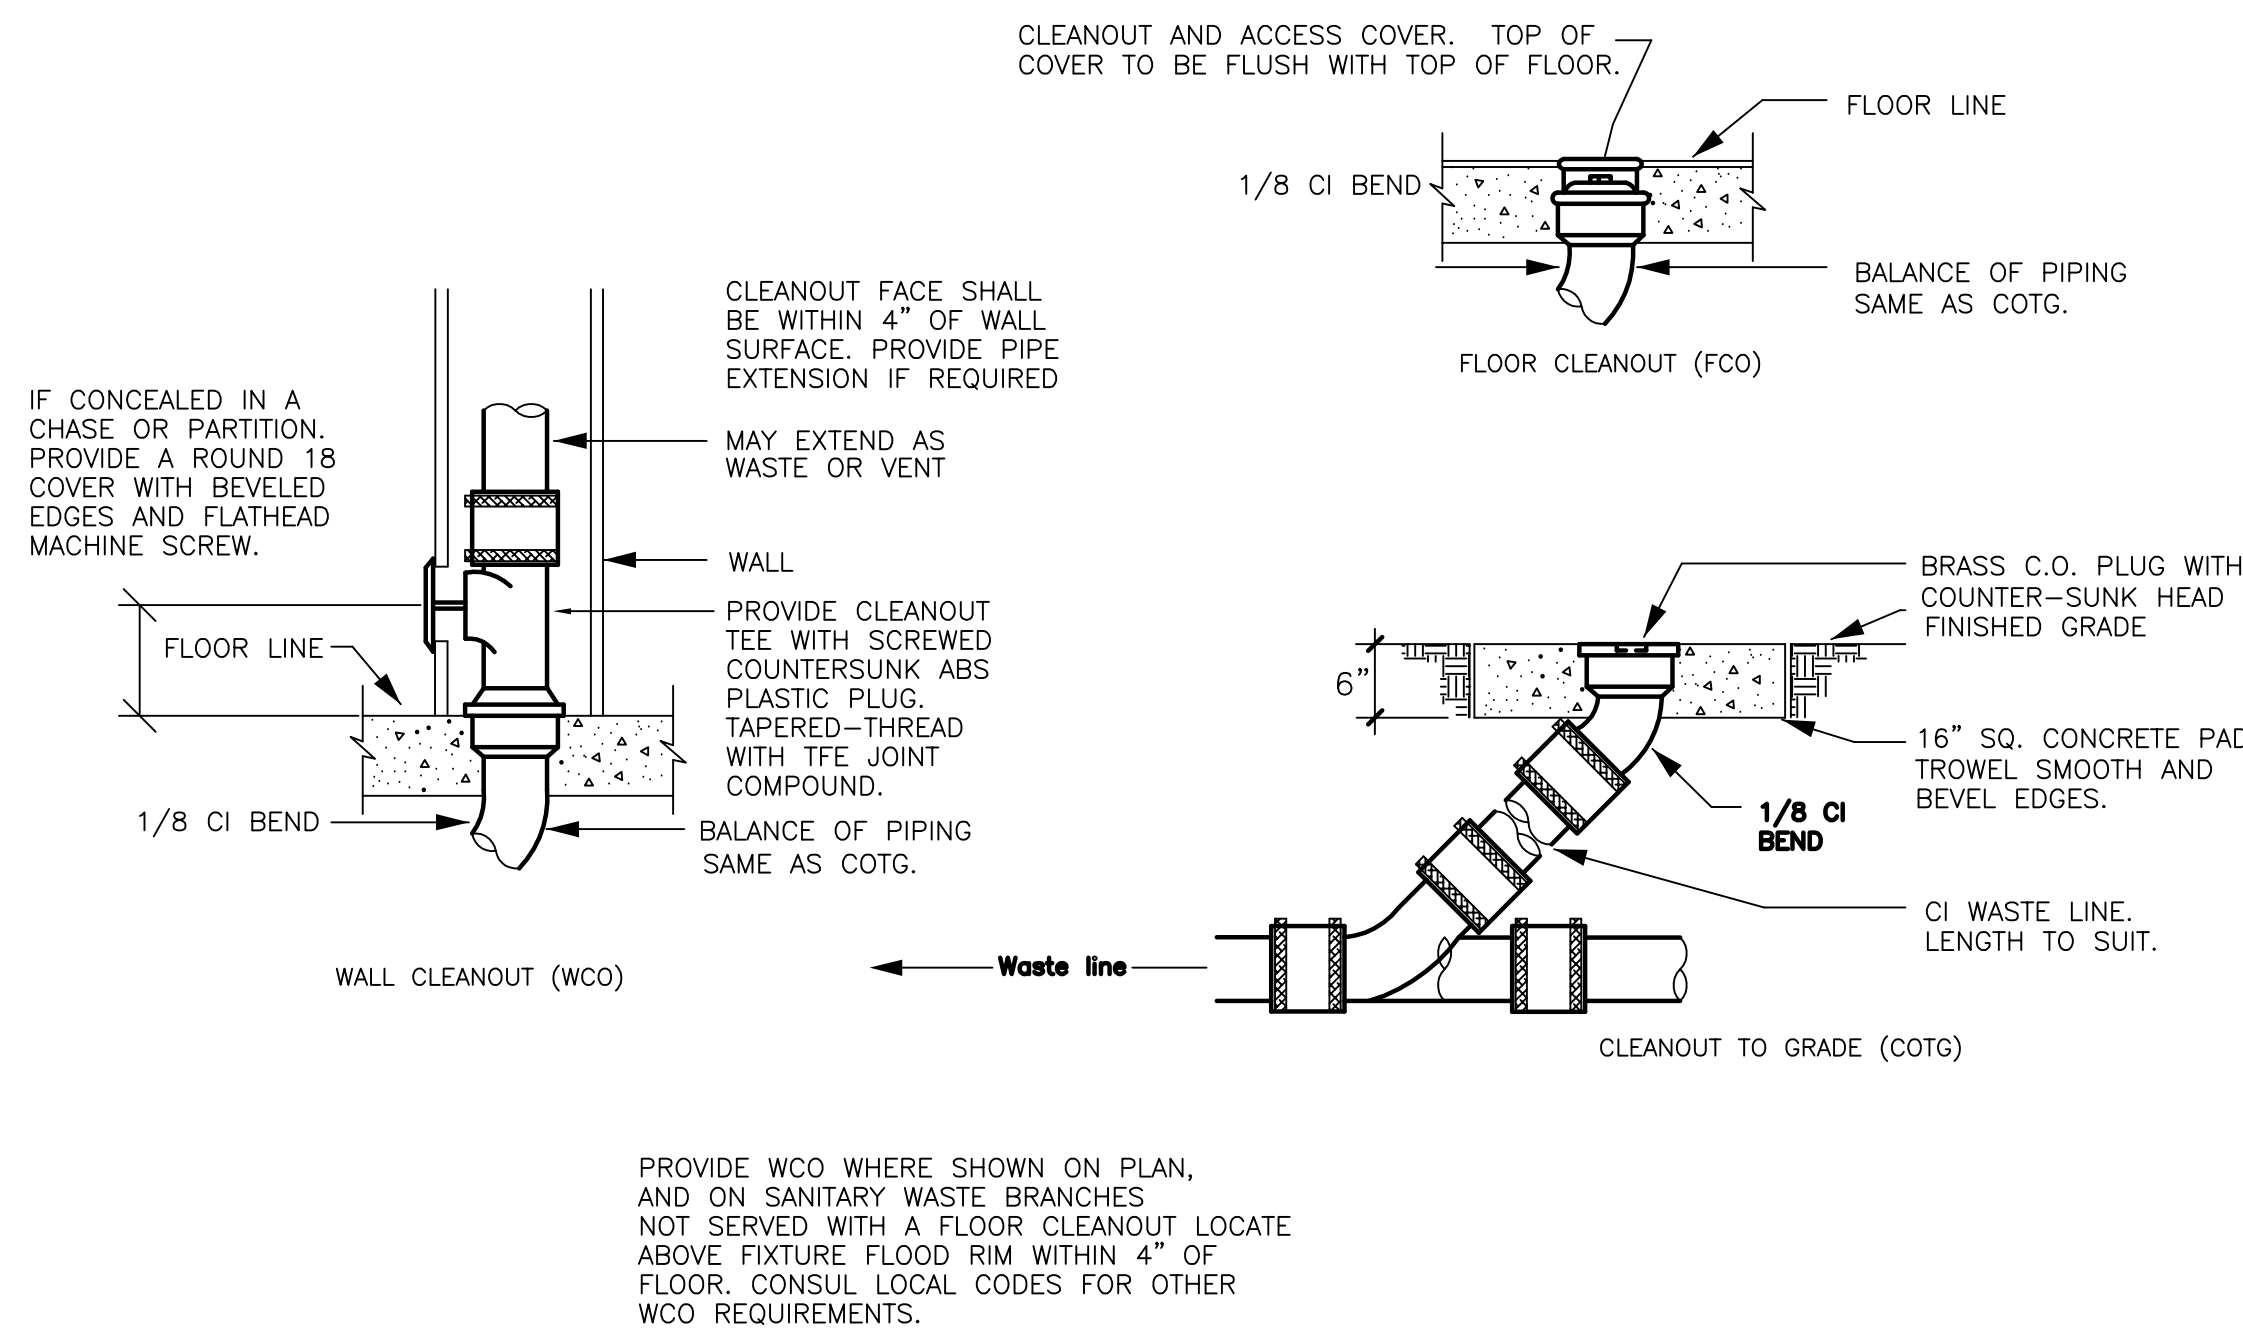 CLEANOUT AND ACCESS COVER. TOP OF
COVER TO BE FLUSH WITH TOP OF FLOOR.
FLOOR LINE
1/8 CI BEND
BALANCE OF PIPING
SAME AS COTG.
FLOOR CLEANOUT (FCO)
CLEANOUT FACE SHALL
BE WITHIN 4” OF WALL
SURFACE. PROVIDE PIPE
EXTENSION IF REQUIRED
IF CONCEALED IN A
CHASE OR PARTITION.
PROVIDE A ROUND 18
COVER WITH BEVELED
EDGES AND FLATHEAD
MACHINE SCREW.
MAY EXTEND AS
WASTE OR VENT
WALL
PROVIDE CLEANOUT
TEE WITH SCREWED
COUNTERSUNK ABS
PLASTIC PLUG.
TAPERED-THREAD
WITH TFE JOINT
COMPOUND.
FLOOR LINE
1/8 CI BEND
BALANCE OF PIPING
SAME AS COTG.
WALL CLEANOUT (WCO)
BRASS C.O. PLUG WITH
COUNTER-SUNK HEAD
FINISHED GRADE
6”
16” SQ. CONCRETE PAD
TROWEL SMOOTH AND
BEVEL EDGES.
1/8 CI
BEND
CI WASTE LINE.
LENGTH TO SUIT.
Waste line
CLEANOUT TO GRADE (COTG)
PROVIDE WCO WHERE SHOWN ON PLAN,
AND ON SANITARY WASTE BRANCHES
NOT SERVED WITH A FLOOR CLEANOUT LOCATE
ABOVE FIXTURE FLOOD RIM WITHIN 4” OF
FLOOR. CONSUL LOCAL CODES FOR OTHER
WCO REQUIREMENTS.